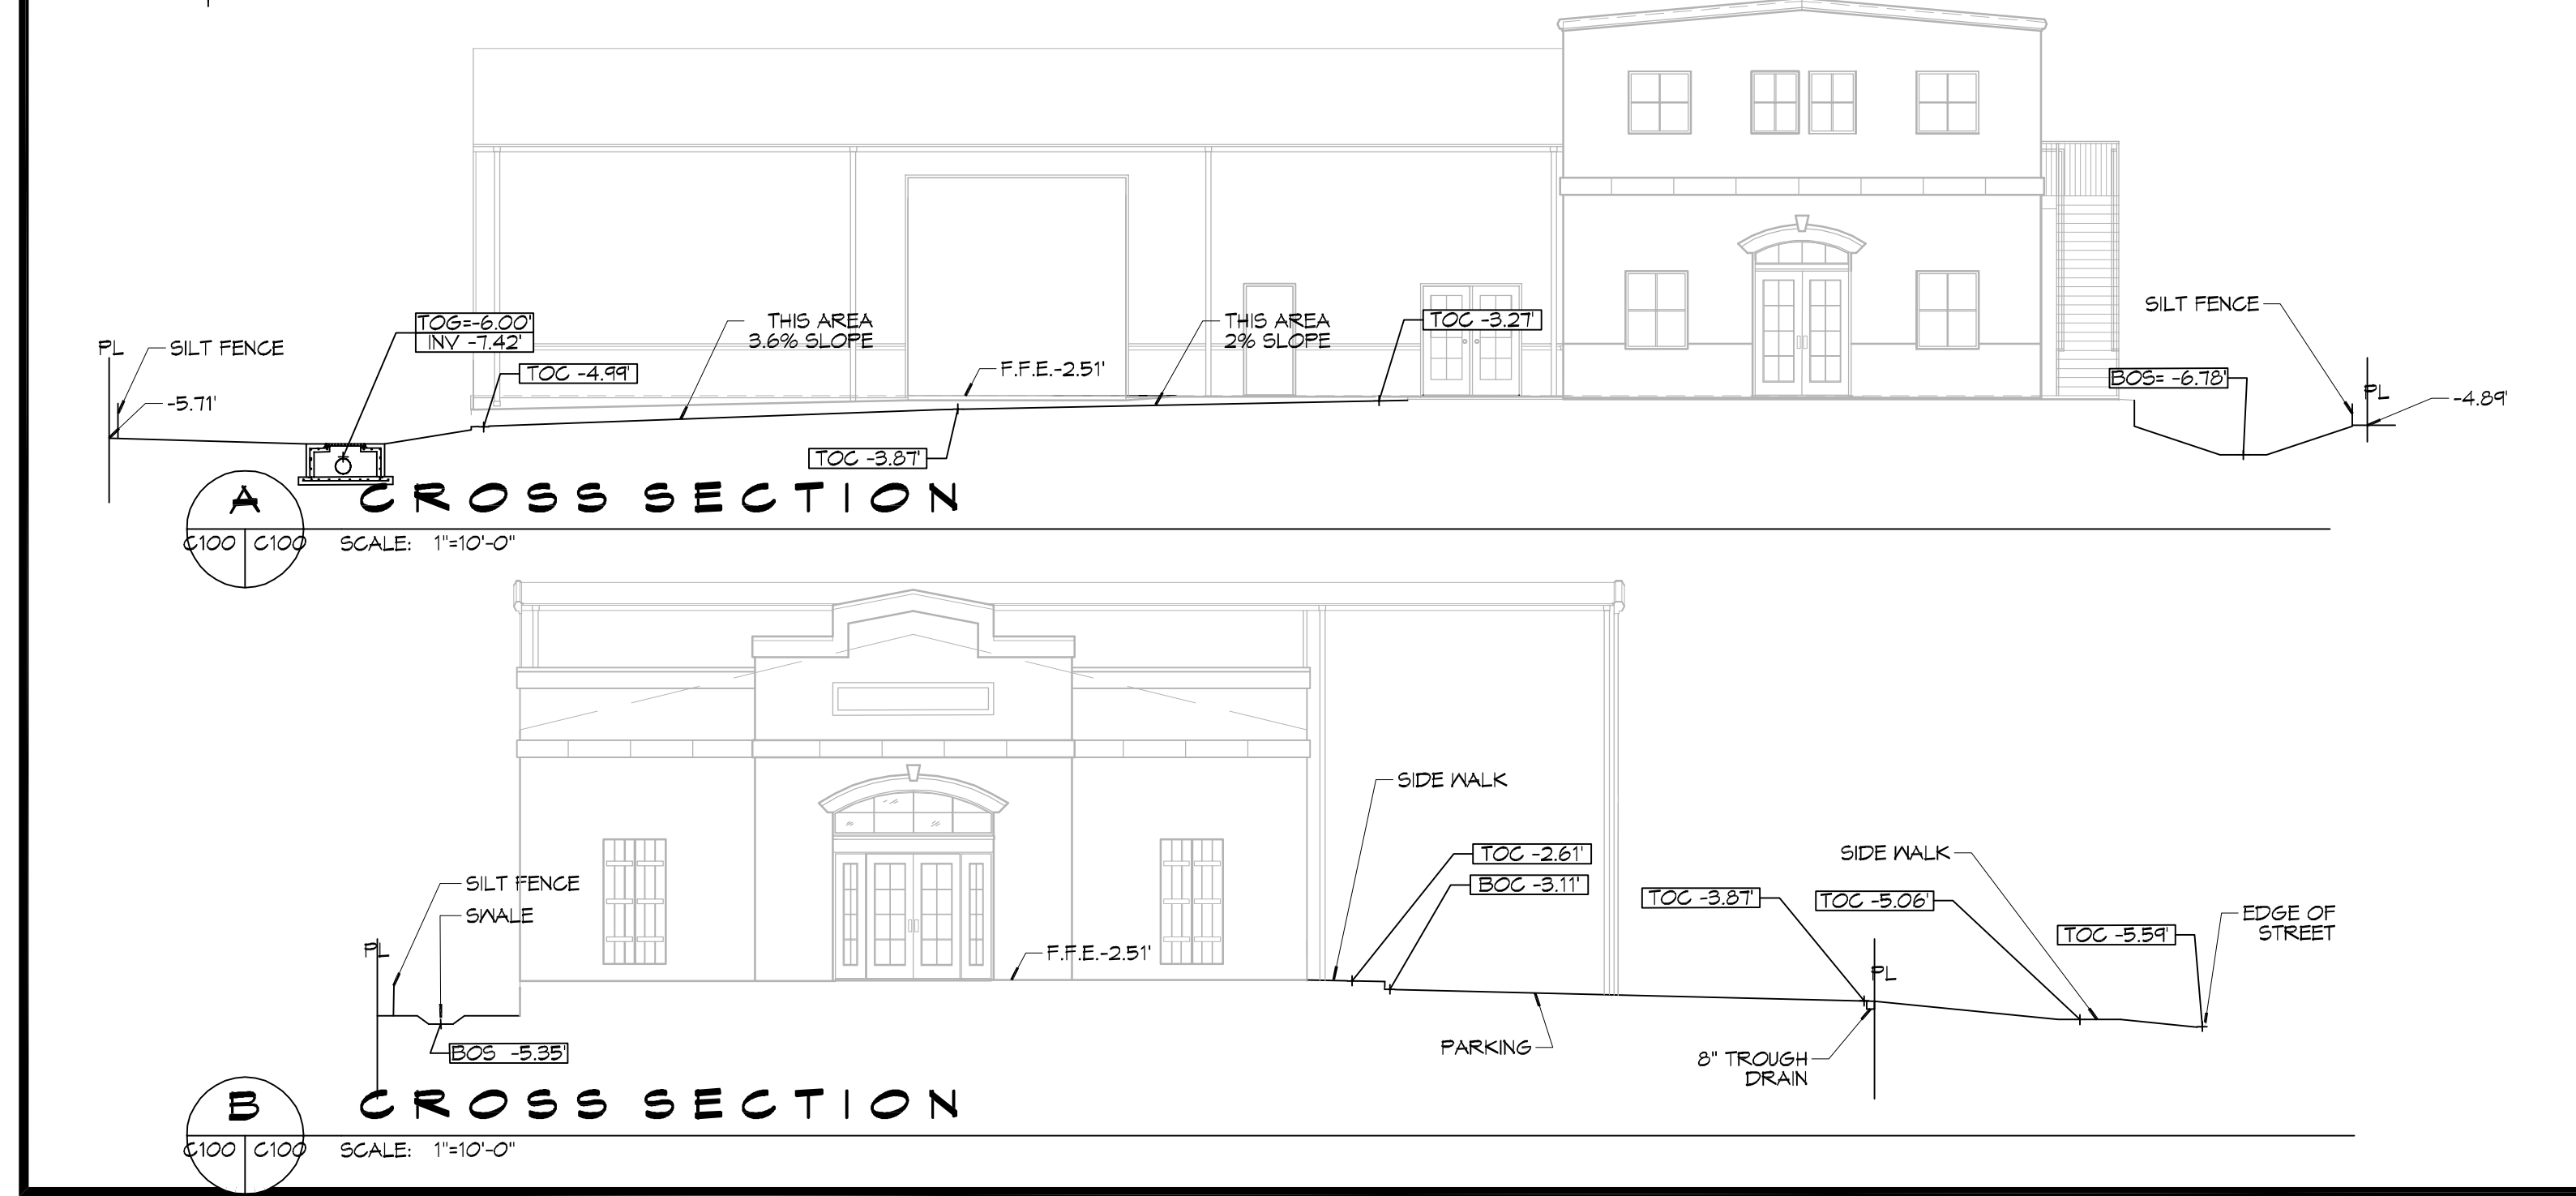 THIS AREA
3.6% SLOPE
THIS AREA
2% SLOPE
TOC -3.27'
SILT FENCE
TOG=-6.00'
INV -7.42'
PL
SILT FENCE
TOC -4.99'
F.F.E.-2.51'
BOS= -6.78'
PL
-4.89'
-5.71'
TOC -3.87'
A
CROSS SECTION
C100
C100
SCALE: 1"=10'-0"
SIDE WALK
TOC -2.61'
BOC -3.11'
SIDE WALK
SILT FENCE
SWALE
TOC -3.87'
TOC -5.06'
EDGE OF
STREET
TOC -5.59'
PL
F.F.E.-2.51'
PL
BOS -5.35'
PARKING
8" TROUGH
DRAIN
B
CROSS SECTION
C100
C100
SCALE: 1"=10'-0"